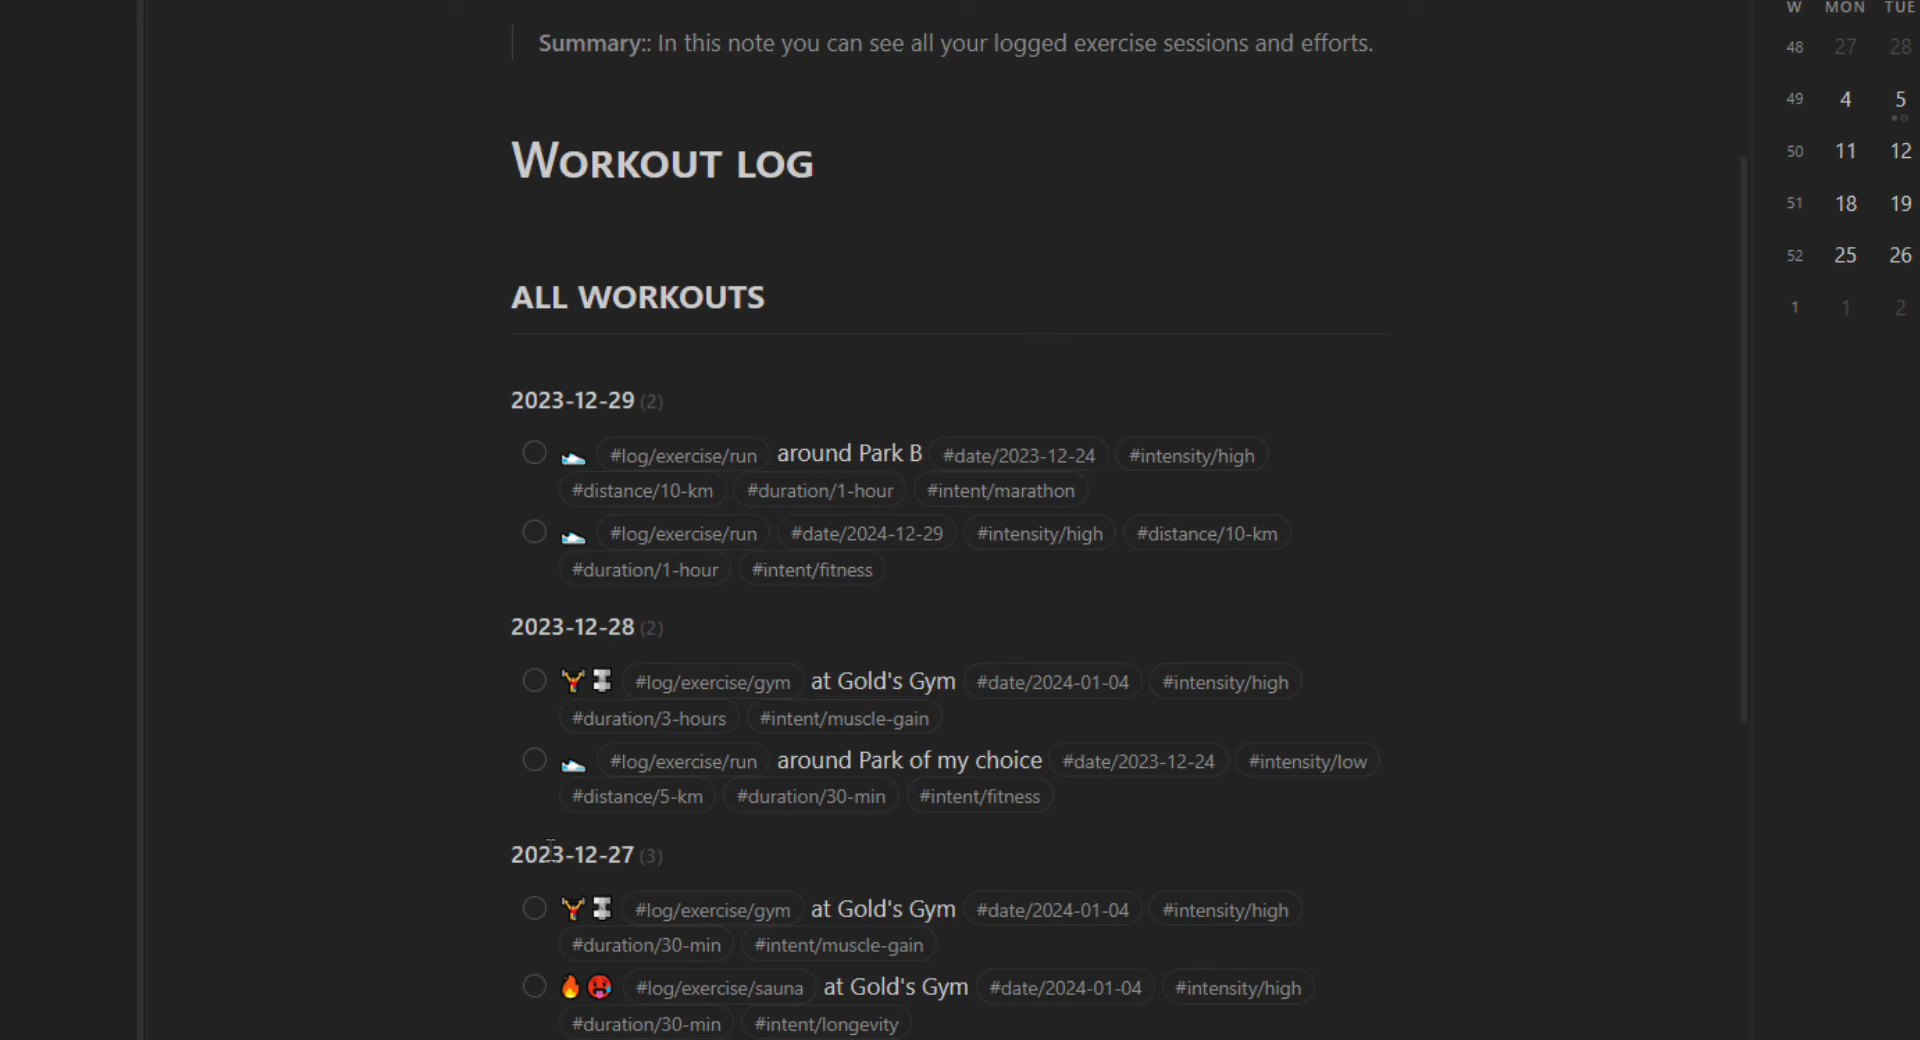 Summary:: In this note you can see all your logged exercise sessions and efforts.
WORKOUT LOG
ALL WORKOUTS
2023-12-29 (2)
#log/exercise/run around Park B #date/2023-12-24 #intensity/high
#distance/10-km #duration/1-hour #intent/marathon
#log/exercise/run #date/2024-12-29 #intensity/high #distance/10-km
#duration/1-hour #intent/fitness
2023-12-28 (2)
#log/exercise/gym at Gold's Gym #date/2024-01-04 #intensity/high
#duration/3-hours #intent/muscle-gain
#log/exercise/run around Park of my choice #date/2023-12-24 #intensity/low
#distance/5-km #duration/30-min #intent/fitness
2023-12-27 (3)
#log/exercise/gym at Gold's Gym #date/2024-01-04 #intensity/high
#duration/30-min #intent/muscle-gain
#log/exercise/sauna at Gold's Gym #date/2024-01-04 #intensity/high
#duration/30-min #intent/longevity
W MON TUE
48 27 28
49 4 5
50 11 12
51 18 19
52 25 26
1 1 2